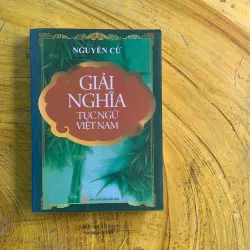 NGUYỄN CỪ
GIẢI
NGHĨA
TỤC NGỮ
VIỆT NAM